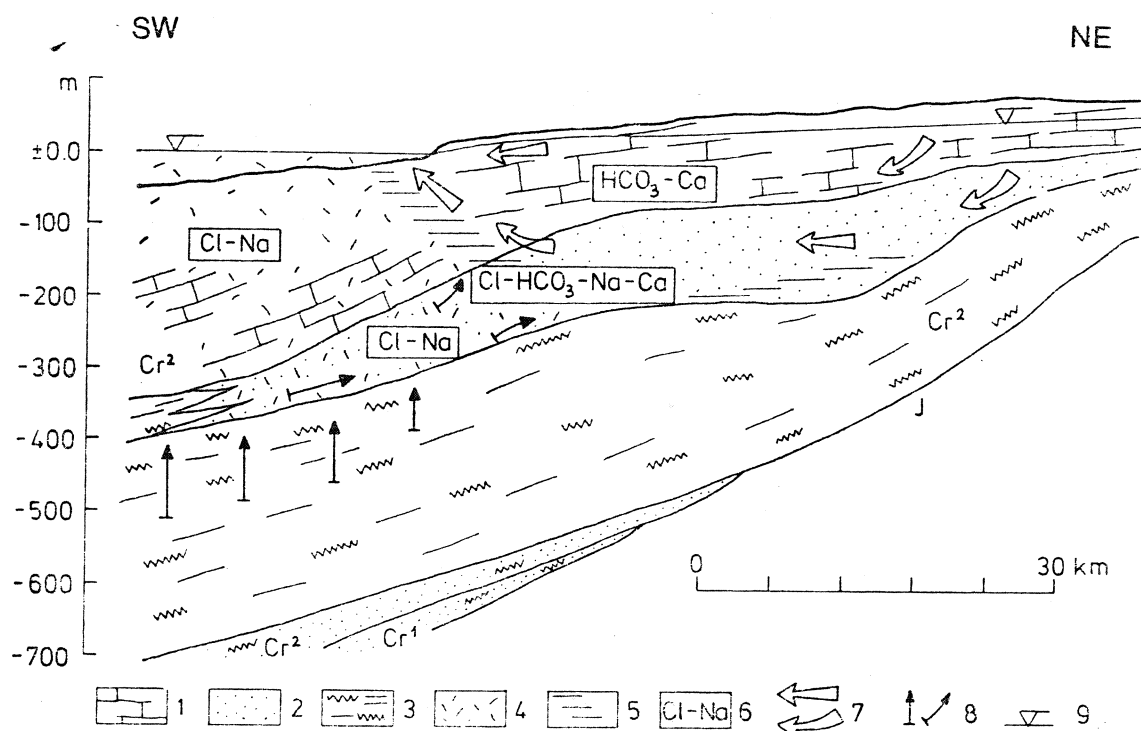 SW NE
m
±0.0
-100
-200
-300
-400
-500
-600
-700
HCO₃-Ca
Cl-Na
Cl-HCO₃-Na-Ca
Cl-Na
Cr²
Cr²
J
0 30 km
Cr²
Cr¹
1 2 3 4 5 Cl-Na 6 7 8 9